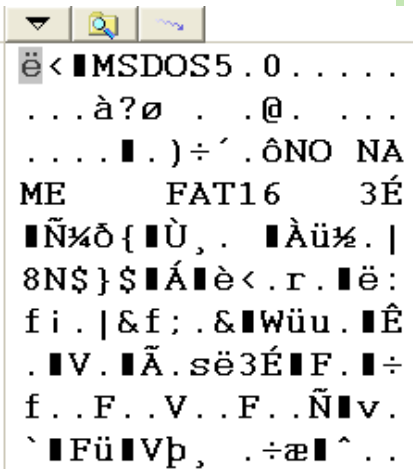 ë<▮MSDOS5.0.....
...à?ø . .@. ...
....▮.)÷´.ôNO NA
ME    FAT16   3É
▮Ñ¼ð{▮Ù¸. ▮Àü½.|
8N$}$▮Á▮è<.r.▮ë:
fi.|&f;.&▮Wüu.▮Ê
.▮V.▮Ã.së3É▮F.▮÷
f..F..V..F..Ñ▮v.
`▮Fü▮Vþ¸ .÷æ▮^..